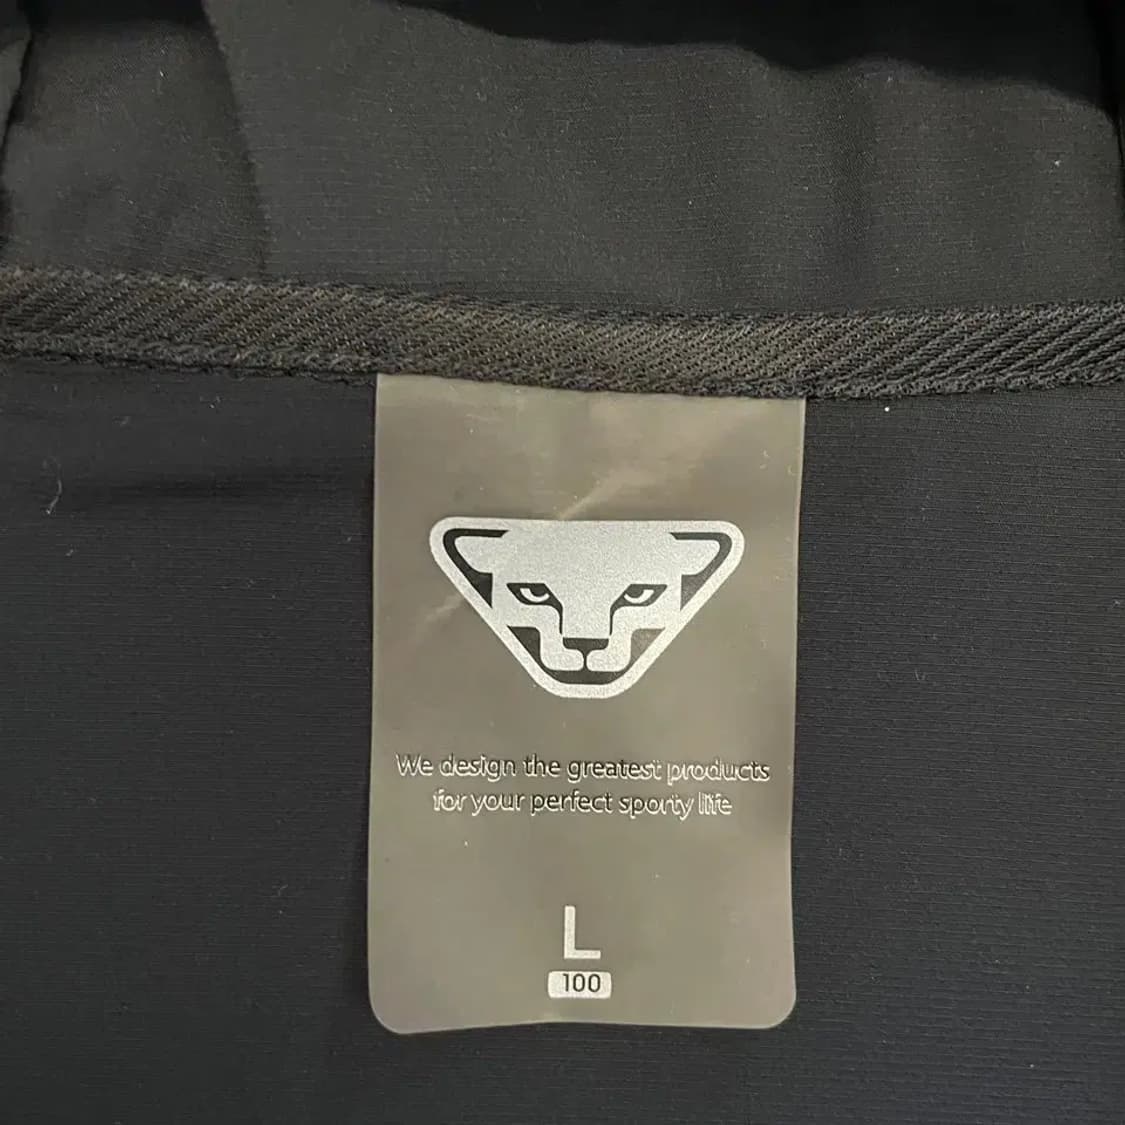 We design the greatest products
for your perfect sporty life
L
100